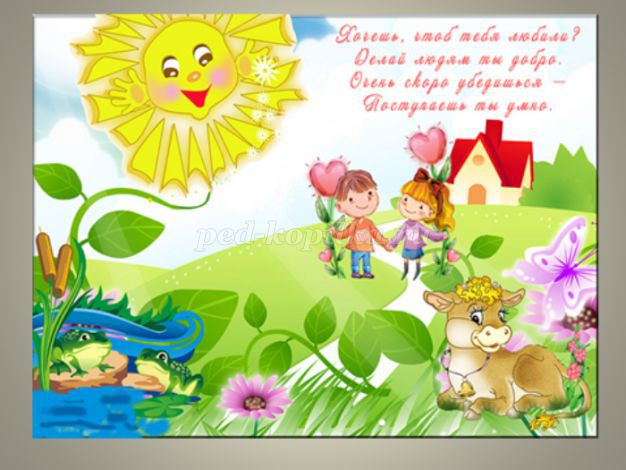 Хочешь, чтоб тебя любили?
Делай людям ты добро.
Очень скоро убедишься –
Поступаешь ты умно.